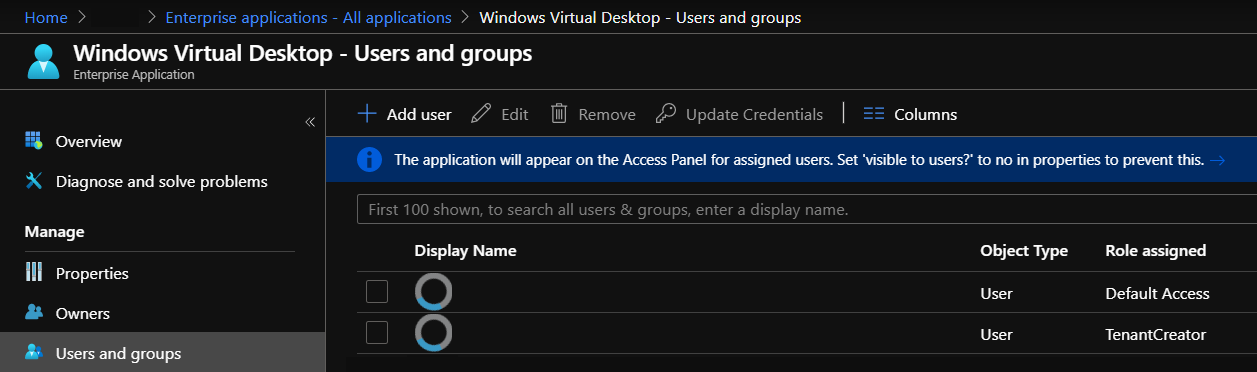 Home > > Enterprise applications - All applications > Windows Virtual Desktop - Users and groups
Windows Virtual Desktop - Users and groups
Enterprise Application
«
Overview
Diagnose and solve problems
Manage
Properties
Owners
Users and groups
+ Add user Edit Remove Update Credentials | Columns
The application will appear on the Access Panel for assigned users. Set 'visible to users?' to no in properties to prevent this. →
First 100 shown, to search all users & groups, enter a display name.
Display Name Object Type Role assigned
User Default Access
User TenantCreator